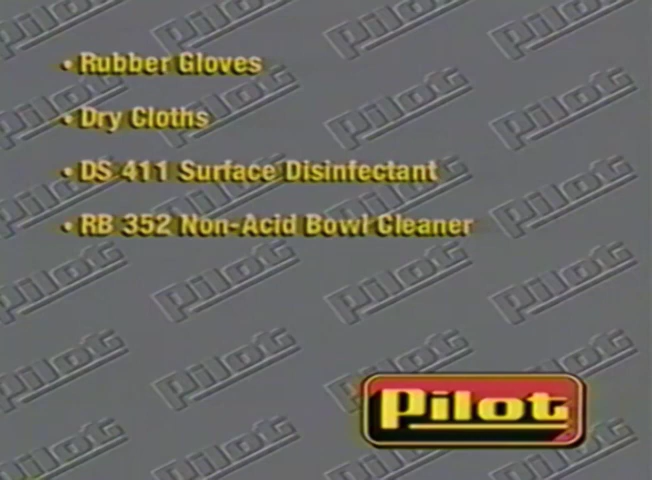 • Rubber Gloves
• Dry Cloths
• DS 411 Surface Disinfectant
• RB 352 Non-Acid Bowl Cleaner
Pilot